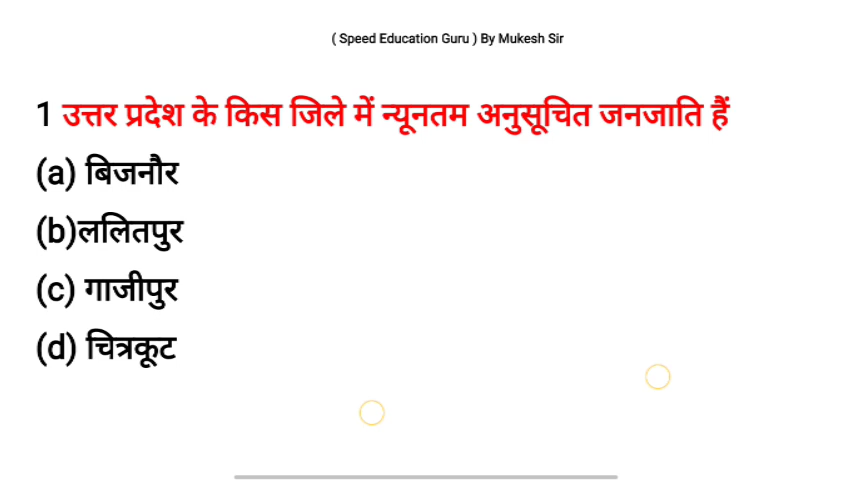 ( Speed Education Guru ) By Mukesh Sir
1 उत्तर प्रदेश के किस जिले में न्यूनतम अनुसूचित जनजाति हैं
(a) बिजनौर
(b)ललितपुर
(c) गाजीपुर
(d) चित्रकूट